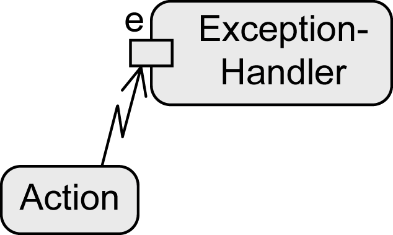 e
Exception-
Handler
Action